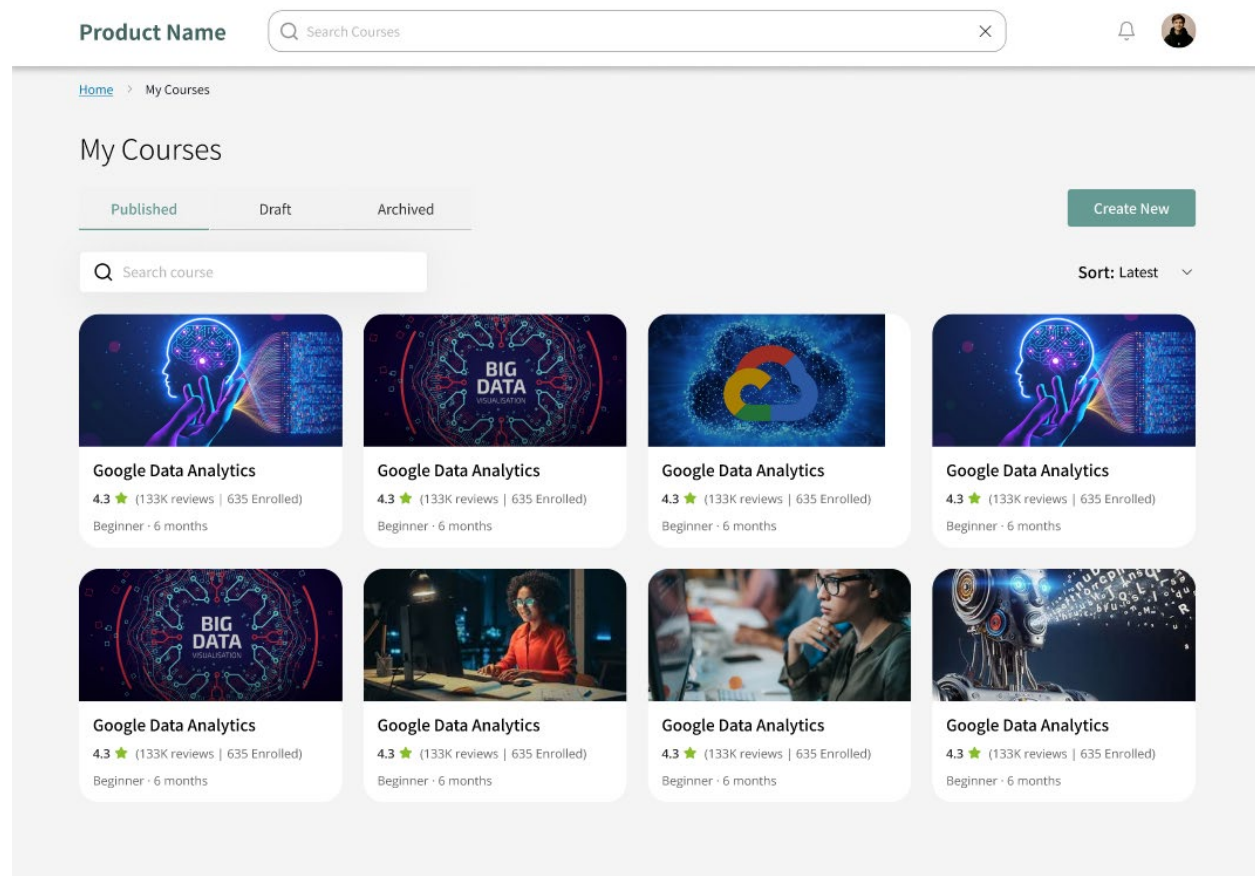 Product Name
Search Courses
Home > My Courses
My Courses
Published Draft Archived
Create New
Search course
Sort: Latest
BIG
DATA
VISUALISATION
Google Data Analytics
4.3 (133K reviews | 635 Enrolled)
Beginner · 6 months
Google Data Analytics
4.3 (133K reviews | 635 Enrolled)
Beginner · 6 months
Google Data Analytics
4.3 (133K reviews | 635 Enrolled)
Beginner · 6 months
Google Data Analytics
4.3 (133K reviews | 635 Enrolled)
Beginner · 6 months
BIG
DATA
VISUALISATION
Google Data Analytics
4.3 (133K reviews | 635 Enrolled)
Beginner · 6 months
Google Data Analytics
4.3 (133K reviews | 635 Enrolled)
Beginner · 6 months
Google Data Analytics
4.3 (133K reviews | 635 Enrolled)
Beginner · 6 months
Google Data Analytics
4.3 (133K reviews | 635 Enrolled)
Beginner · 6 months